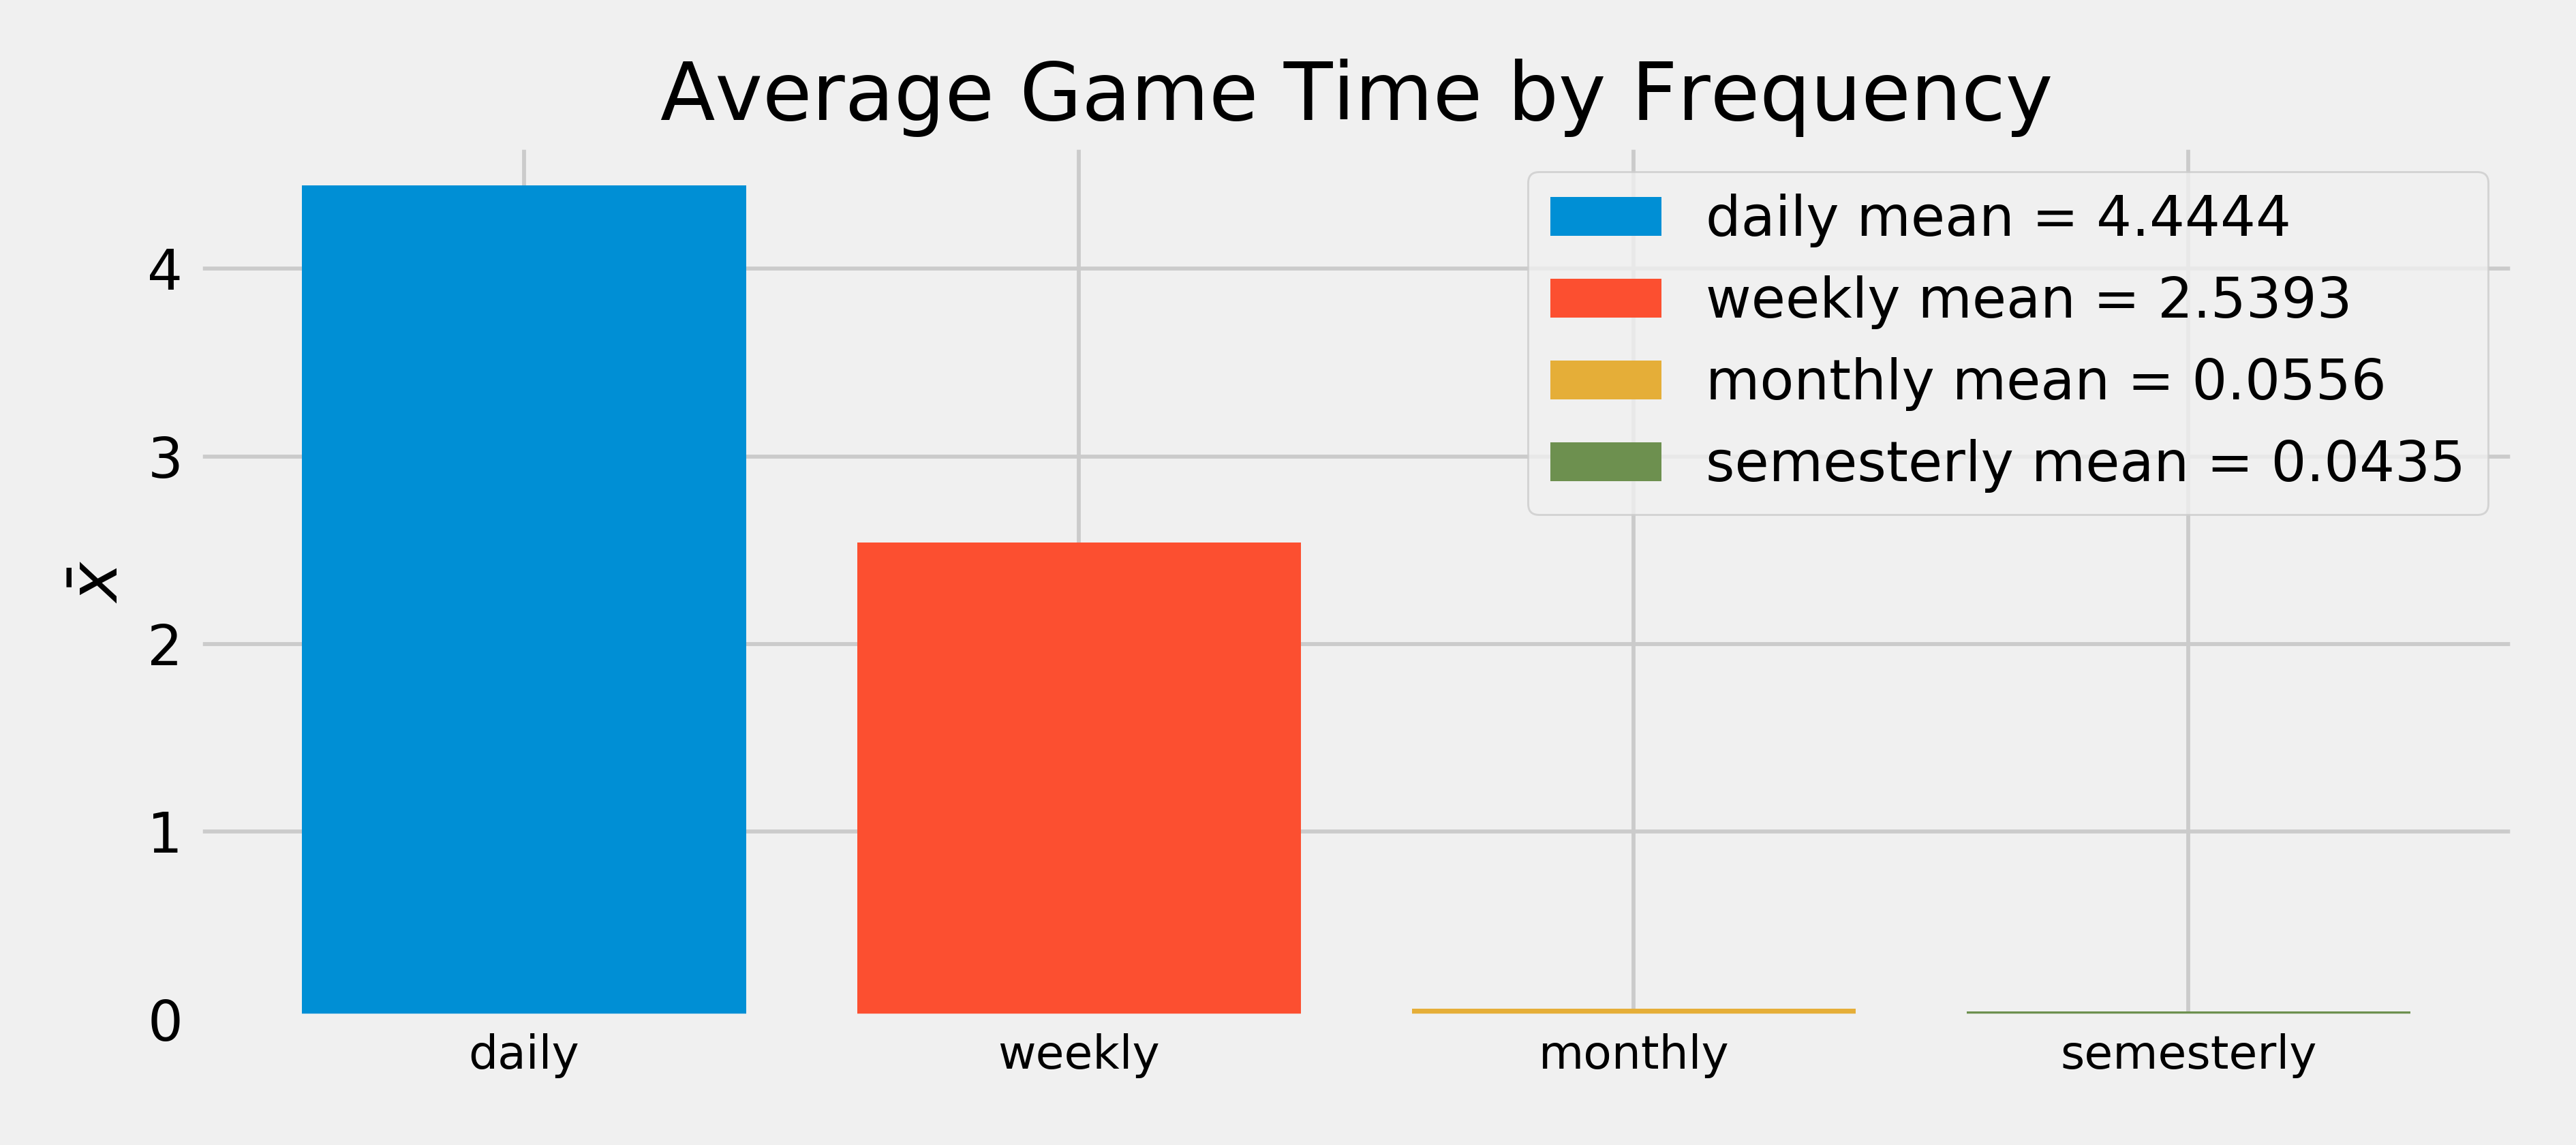 Average Game Time by Frequency
daily mean = 4.4444
weekly mean = 2.5393
monthly mean = 0.0556
semesterly mean = 0.0435
x̄
4
3
2
1
0
daily
weekly
monthly
semesterly